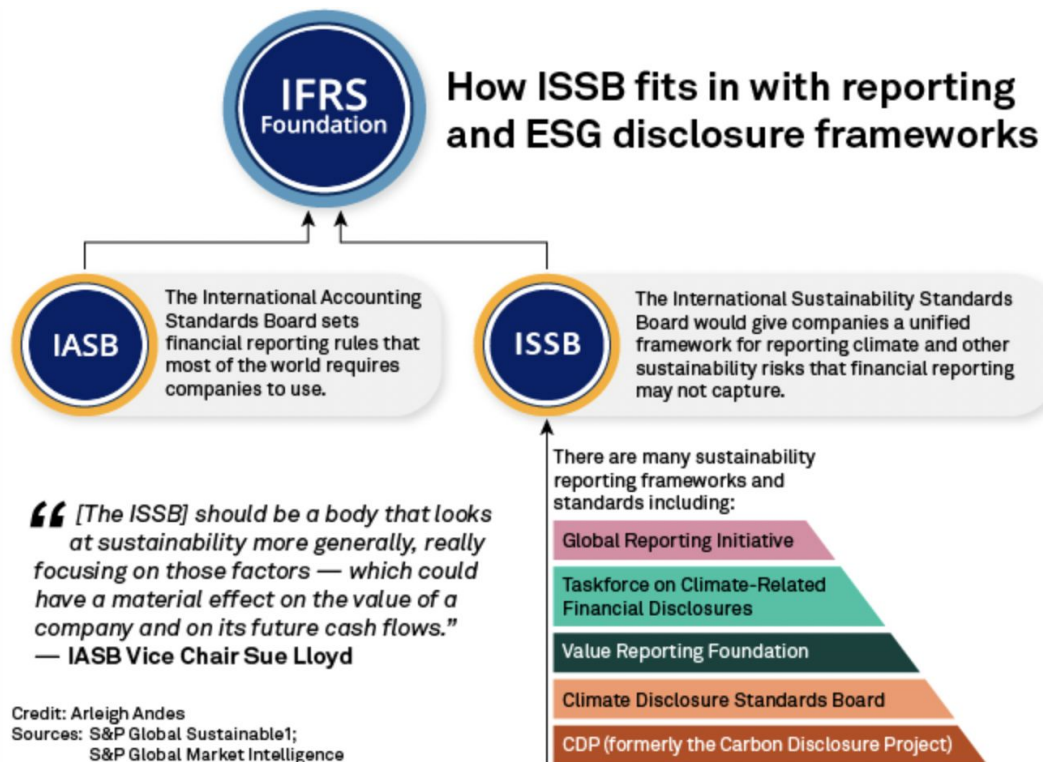 IFRS
Foundation
How ISSB fits in with reporting
and ESG disclosure frameworks
IASB
The International Accounting
Standards Board sets
financial reporting rules that
most of the world requires
companies to use.
ISSB
The International Sustainability Standards
Board would give companies a unified
framework for reporting climate and other
sustainability risks that financial reporting
may not capture.
There are many sustainability
reporting frameworks and
standards including:
Global Reporting Initiative
Taskforce on Climate-Related
Financial Disclosures
Value Reporting Foundation
Climate Disclosure Standards Board
CDP (formerly the Carbon Disclosure Project)
“ [The ISSB] should be a body that looks
at sustainability more generally, really
focusing on those factors — which could
have a material effect on the value of a
company and on its future cash flows.”
— IASB Vice Chair Sue Lloyd
Credit: Arleigh Andes
Sources: S&P Global Sustainable1;
S&P Global Market Intelligence